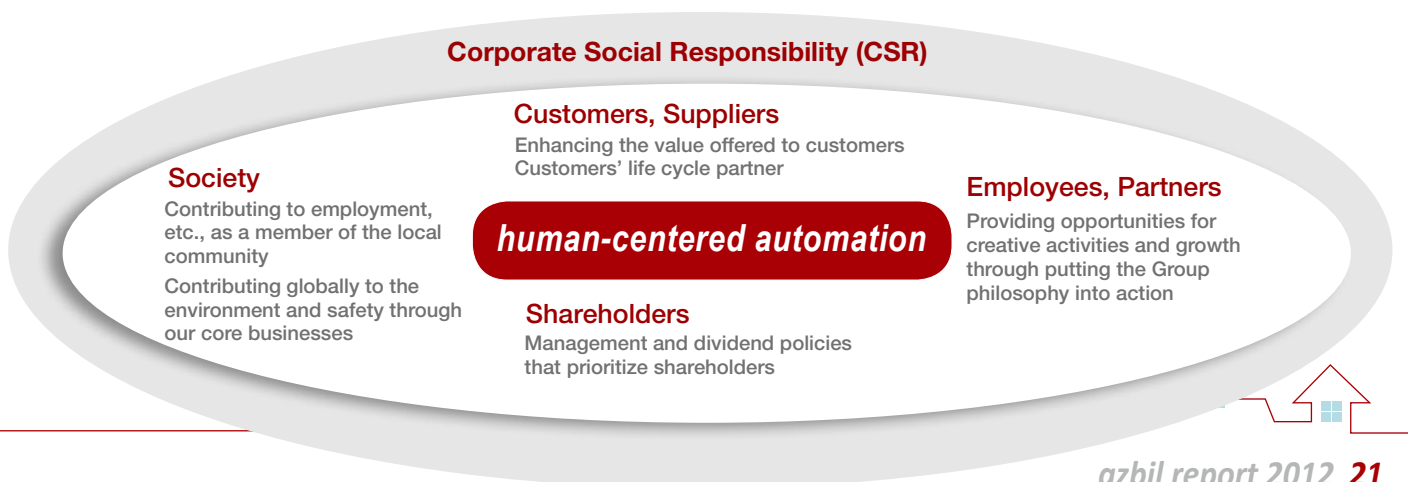 Corporate Social Responsibility (CSR)
Customers, Suppliers
Enhancing the value offered to customers
Customers’ life cycle partner
Society
Contributing to employment,
etc., as a member of the local
community
Contributing globally to the
environment and safety through
our core businesses
human-centered automation
Employees, Partners
Providing opportunities for
creative activities and growth
through putting the Group
philosophy into action
Shareholders
Management and dividend policies
that prioritize shareholders
azbil report 2012 21